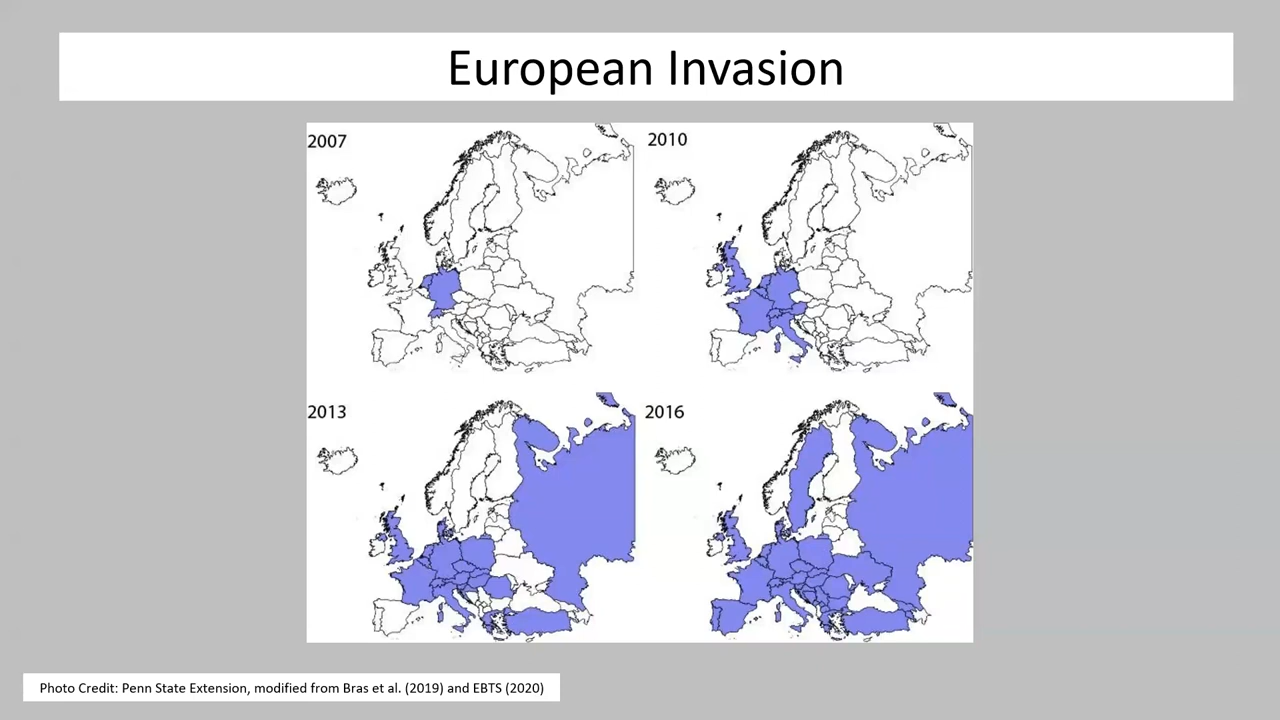 European Invasion
2007
2010
2013
2016
Photo Credit: Penn State Extension, modified from Bras et al. (2019) and EBTS (2020)